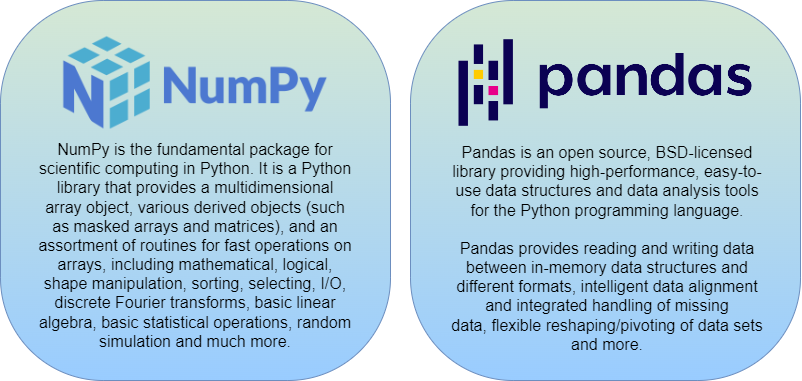 NumPy
NumPy is the fundamental package for
scientific computing in Python. It is a Python
library that provides a multidimensional
array object, various derived objects (such
as masked arrays and matrices), and an
assortment of routines for fast operations on
arrays, including mathematical, logical,
shape manipulation, sorting, selecting, I/O,
discrete Fourier transforms, basic linear
algebra, basic statistical operations, random
simulation and much more.
pandas
Pandas is an open source, BSD-licensed
library providing high-performance, easy-to-
use data structures and data analysis tools
for the Python programming language.
Pandas provides reading and writing data
between in-memory data structures and
different formats, intelligent data alignment
and integrated handling of missing
data, flexible reshaping/pivoting of data sets
and more.